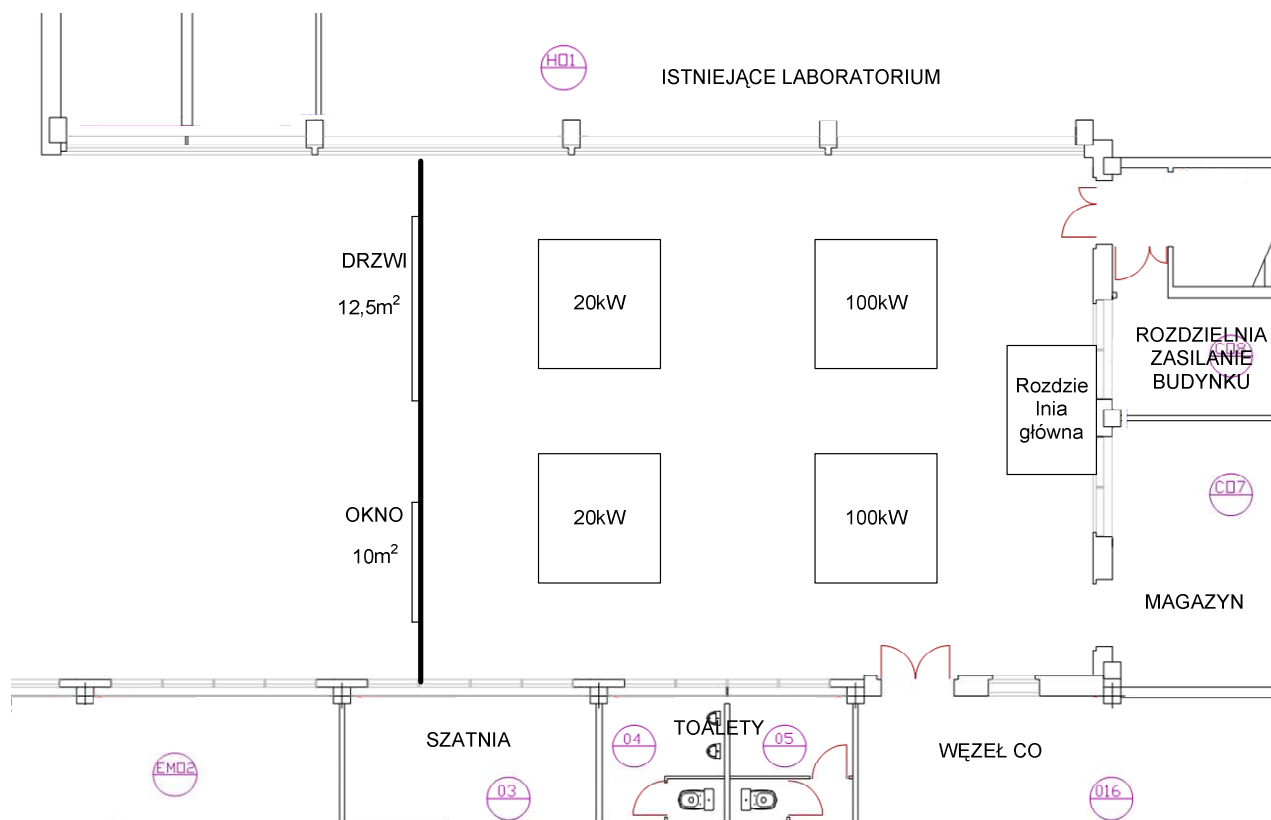 H01
ISTNIEJĄCE LABORATORIUM
DRZWI
12,5m²
20kW
100kW
ROZDZIELNIA
ZASILANIE
BUDYNKU
C08
Rozdzie
lnia
główna
C07
OKNO
10m²
20kW
100kW
MAGAZYN
SZATNIA
04
TOALETY
05
WĘZEŁ CO
EM02
03
016